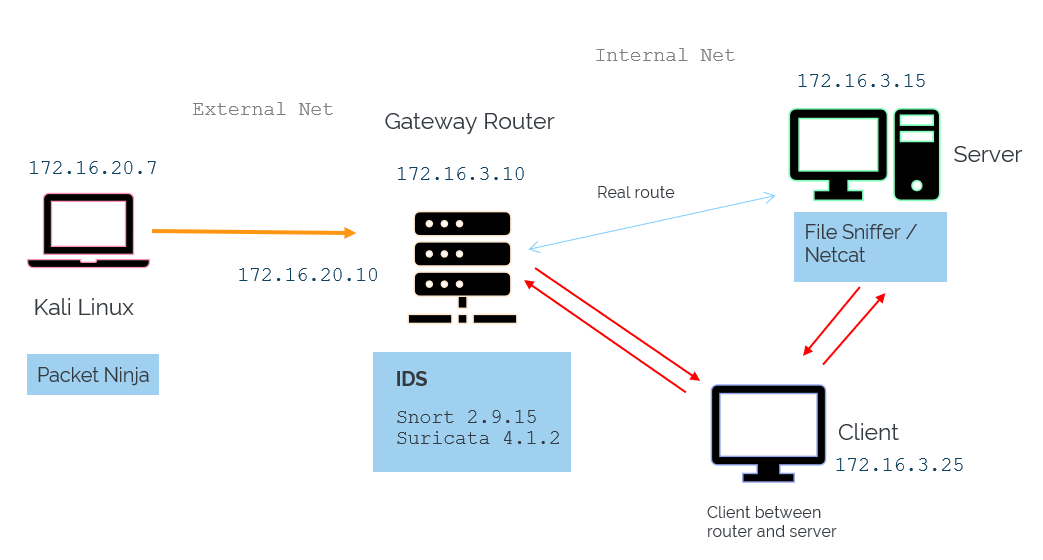 Internal Net
External Net
172.16.3.15
Gateway Router
Server
172.16.20.7
172.16.3.10
Real route
File Sniffer /
Netcat
172.16.20.10
Kali Linux
Packet Ninja
IDS
Snort 2.9.15
Suricata 4.1.2
Client
172.16.3.25
Client between
router and server